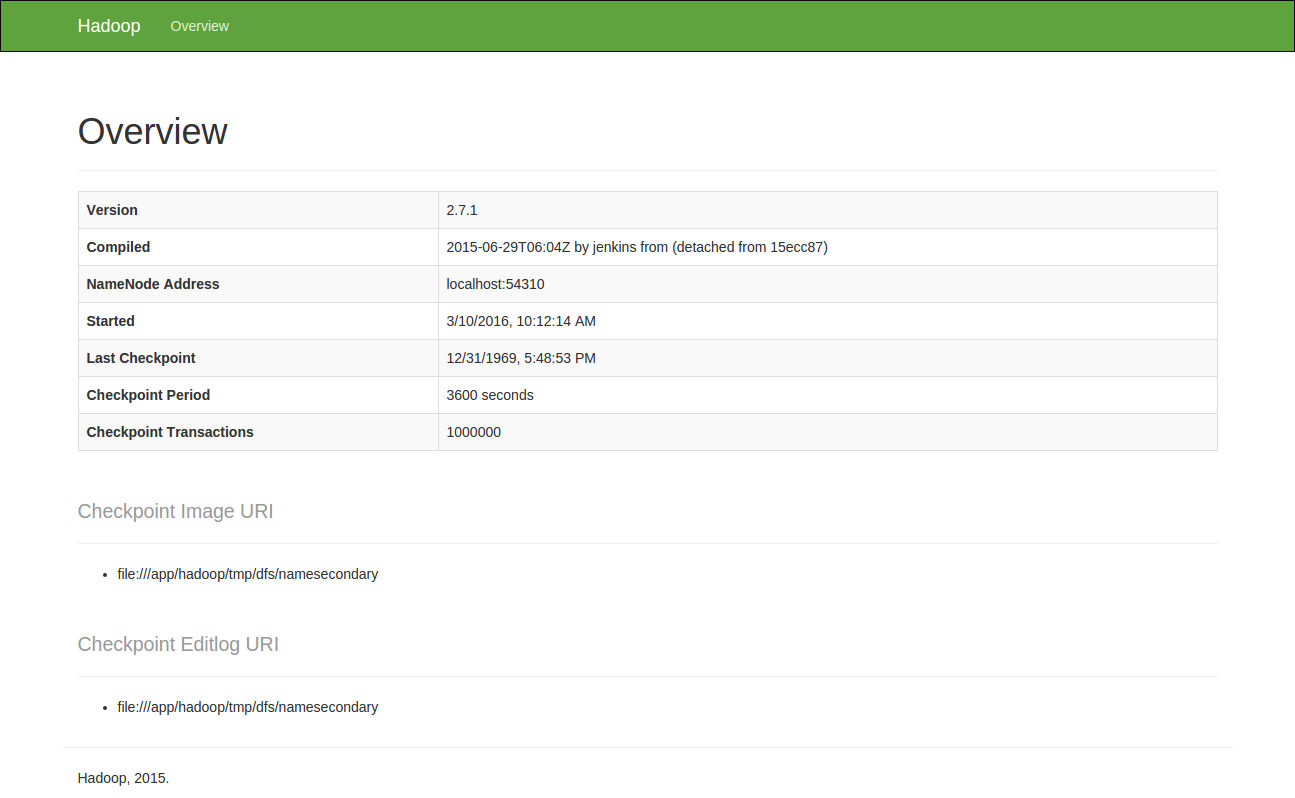 Hadoop Overview
Overview
Version 2.7.1
Compiled 2015-06-29T06:04Z by jenkins from (detached from 15ecc87)
NameNode Address localhost:54310
Started 3/10/2016, 10:12:14 AM
Last Checkpoint 12/31/1969, 5:48:53 PM
Checkpoint Period 3600 seconds
Checkpoint Transactions 1000000
Checkpoint Image URI
• file:///app/hadoop/tmp/dfs/namesecondary
Checkpoint Editlog URI
• file:///app/hadoop/tmp/dfs/namesecondary
Hadoop, 2015.